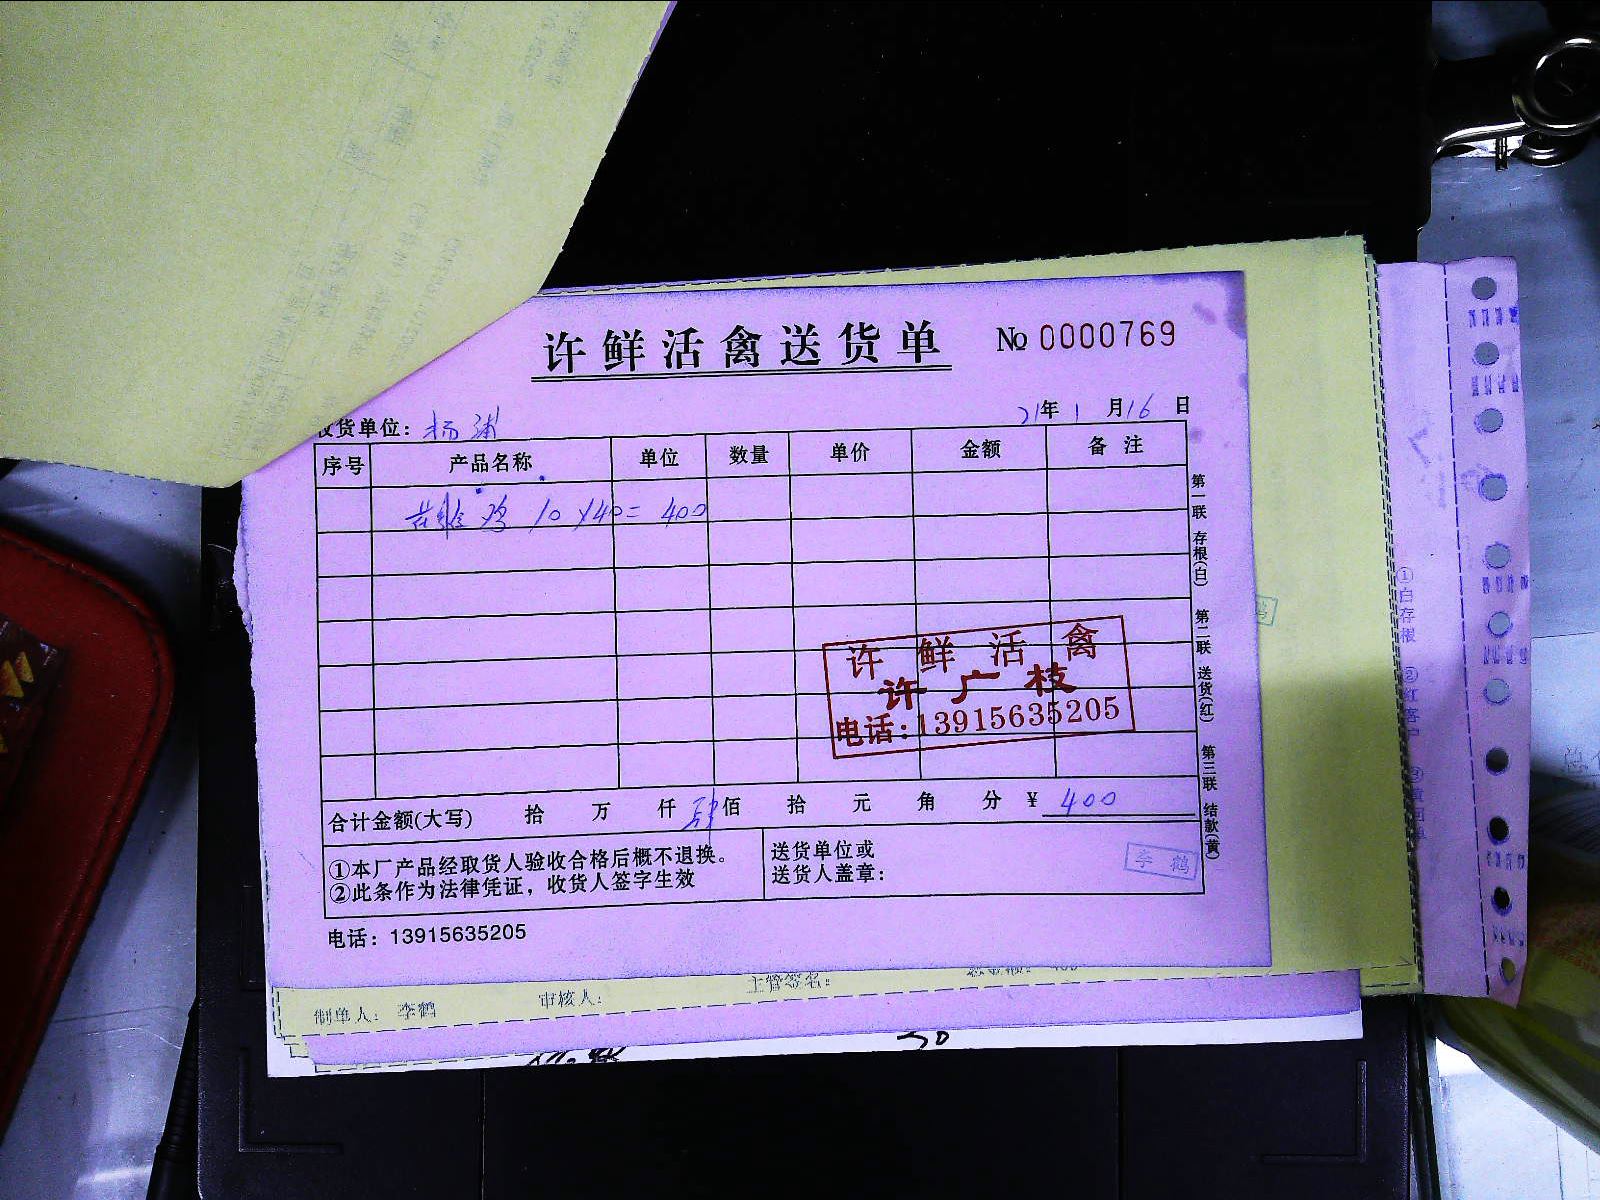 许鲜活禽送货单 № 0000769
收货单位：杨浦 21年1月16日
序号 产品名称 单位 数量 单价 金额 备注
鸡 10×40=400
许鲜活禽
许广枝
电话:13915635205
合计金额(大写) 拾 万 仟 肆佰 拾 元 角 分 ¥ 400
①本厂产品经取货人验收合格后概不退换。
②此条作为法律凭证，收货人签字生效
送货单位或
送货人盖章：
李鹤
电话：13915635205
第一联 存根(白) 第二联 送货(红) 第三联 结款(黄)
制单人：李鹤 审核人： 主管签名：
①白存根 ②红客户